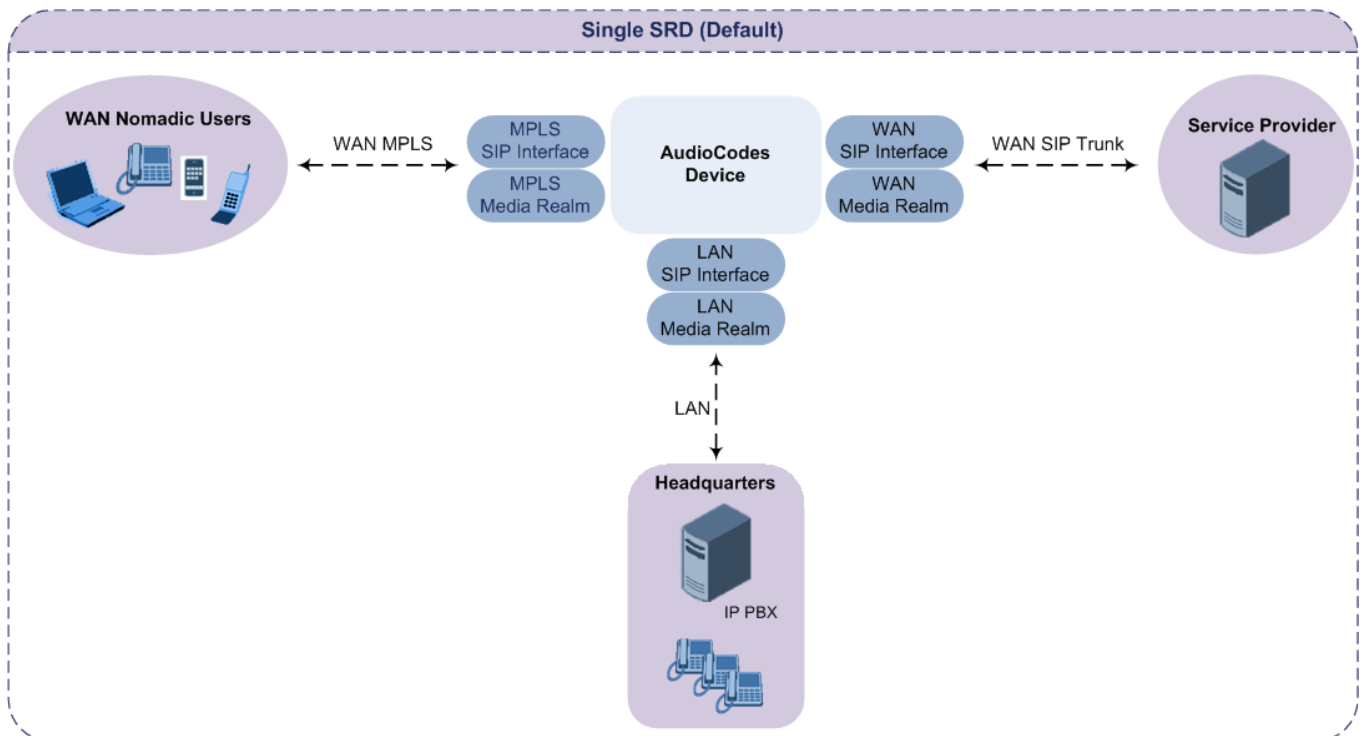 Single SRD (Default)
WAN Nomadic Users
WAN MPLS
MPLS
SIP Interface
MPLS
Media Realm
AudioCodes
Device
WAN
SIP Interface
WAN
Media Realm
WAN SIP Trunk
Service Provider
LAN
SIP Interface
LAN
Media Realm
LAN
Headquarters
IP PBX